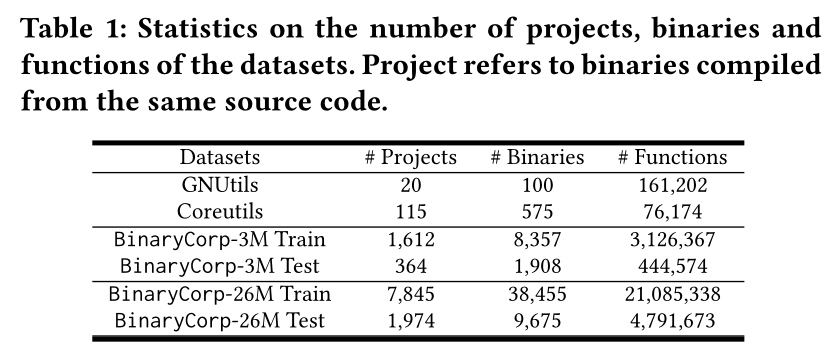 Table 1: Statistics on the number of projects, binaries and
functions of the datasets. Project refers to binaries compiled
from the same source code.
Datasets # Projects # Binaries # Functions
GNUtils 20 100 161,202
Coreutils 115 575 76,174
BinaryCorp-3M Train 1,612 8,357 3,126,367
BinaryCorp-3M Test 364 1,908 444,574
BinaryCorp-26M Train 7,845 38,455 21,085,338
BinaryCorp-26M Test 1,974 9,675 4,791,673